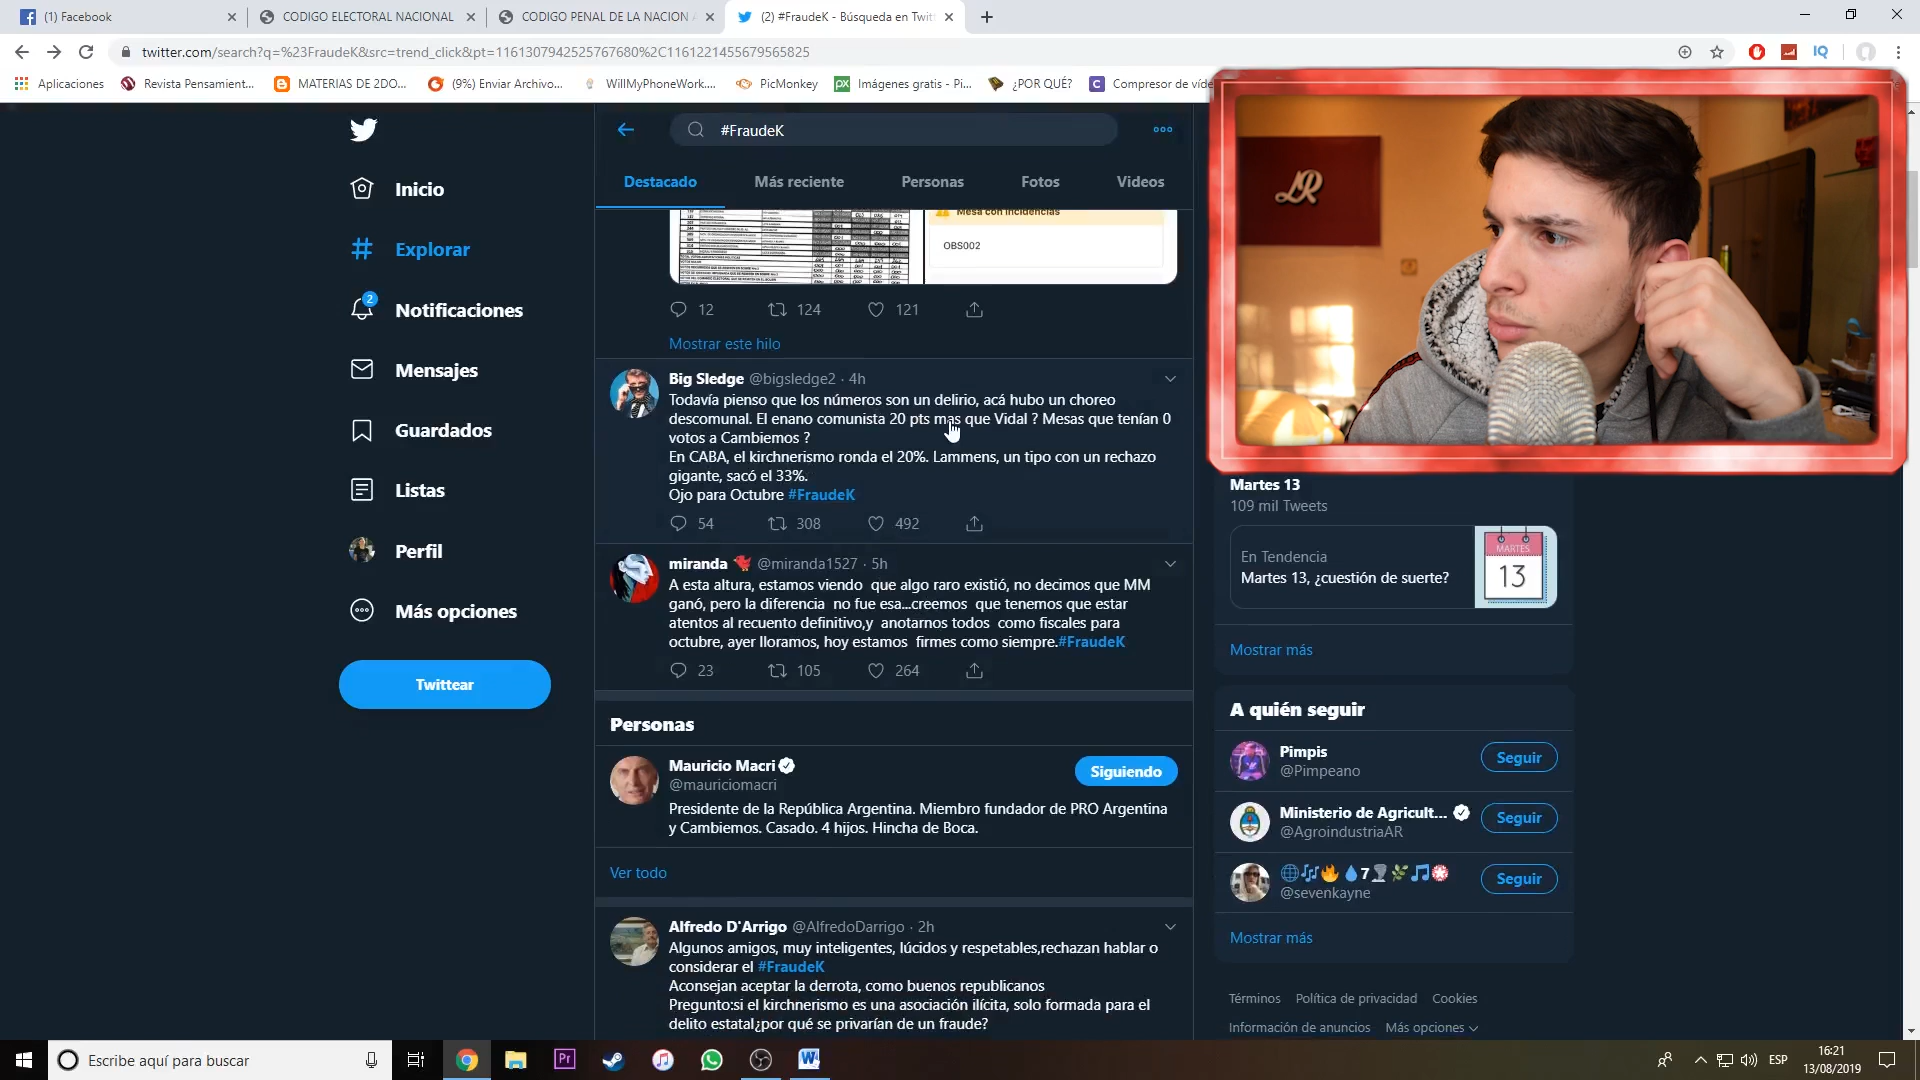 (1) Facebook
CODIGO ELECTORAL NACIONAL
CODIGO PENAL DE LA NACION
(2) #FraudeK - Búsqueda en Twitt
twitter.com/search?q=%23FraudeK&src=trend_click&pt=1161307942525767680%2C1161221455679565825
Aplicaciones
Revista Pensamient...
MATERIAS DE 2DO...
(9%) Enviar Archivo...
WillMyPhoneWork....
PicMonkey
Imágenes gratis - Pi...
¿POR QUÉ?
Compresor de víde
#FraudeK
Destacado
Más reciente
Personas
Fotos
Videos
Inicio
Explorar
2
Notificaciones
Mensajes
Guardados
Listas
Perfil
Más opciones
Twittear
Mesa con incidencias
OBS002
12 124 121
Mostrar este hilo
Big Sledge @bigsledge2 · 4h
Todavía pienso que los números son un delirio, acá hubo un choreo
descomunal. El enano comunista 20 pts mas que Vidal ? Mesas que tenían 0
votos a Cambiemos ?
En CABA, el kirchnerismo ronda el 20%. Lammens, un tipo con un rechazo
gigante, sacó el 33%.
Ojo para Octubre #FraudeK
54 308 492
miranda @miranda1527 · 5h
A esta altura, estamos viendo que algo raro existió, no decimos que MM
ganó, pero la diferencia no fue esa...creemos que tenemos que estar
atentos al recuento definitivo,y anotarnos todos como fiscales para
octubre, ayer lloramos, hoy estamos firmes como siempre.#FraudeK
23 105 264
Personas
Mauricio Macri
@mauriciomacri
Siguiendo
Presidente de la República Argentina. Miembro fundador de PRO Argentina
y Cambiemos. Casado. 4 hijos. Hincha de Boca.
Ver todo
Alfredo D'Arrigo @AlfredoDarrigo · 2h
Algunos amigos, muy inteligentes, lúcidos y respetables,rechazan hablar o
considerar el #FraudeK
Aconsejan aceptar la derrota, como buenos republicanos
Pregunto:si el kirchnerismo es una asociación ilícita, solo formada para el
delito estatal¿por qué se privarían de un fraude?
LR
Martes 13
109 mil Tweets
En Tendencia
Martes 13, ¿cuestión de suerte?
MARTES
13
Mostrar más
A quién seguir
Pimpis
@Pimpeano
Seguir
Ministerio de Agricult...
@AgroindustriaAR
Seguir
7
@sevenkayne
Seguir
Mostrar más
Términos Política de privacidad Cookies
Información de anuncios Más opciones
Escribe aquí para buscar
ESP
16:21
13/08/2019